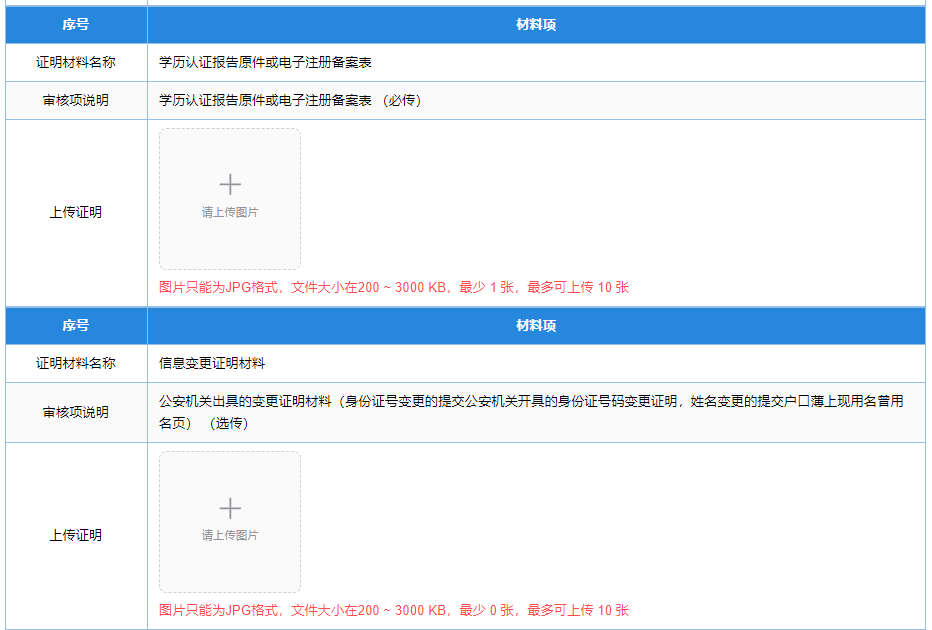 序号 材料项
证明材料名称 学历认证报告原件或电子注册备案表
审核项说明 学历认证报告原件或电子注册备案表 （必传）
请上传图片
上传证明
图片只能为JPG格式，文件大小在200 ~ 3000 KB，最少 1 张，最多可上传 10 张
序号 材料项
证明材料名称 信息变更证明材料
审核项说明 公安机关出具的变更证明材料（身份证号变更的提交公安机关开具的身份证号码变更证明，姓名变更的提交户口薄上现用名曾用
名页） （选传）
请上传图片
上传证明
图片只能为JPG格式，文件大小在200 ~ 3000 KB，最少 0 张，最多可上传 10 张